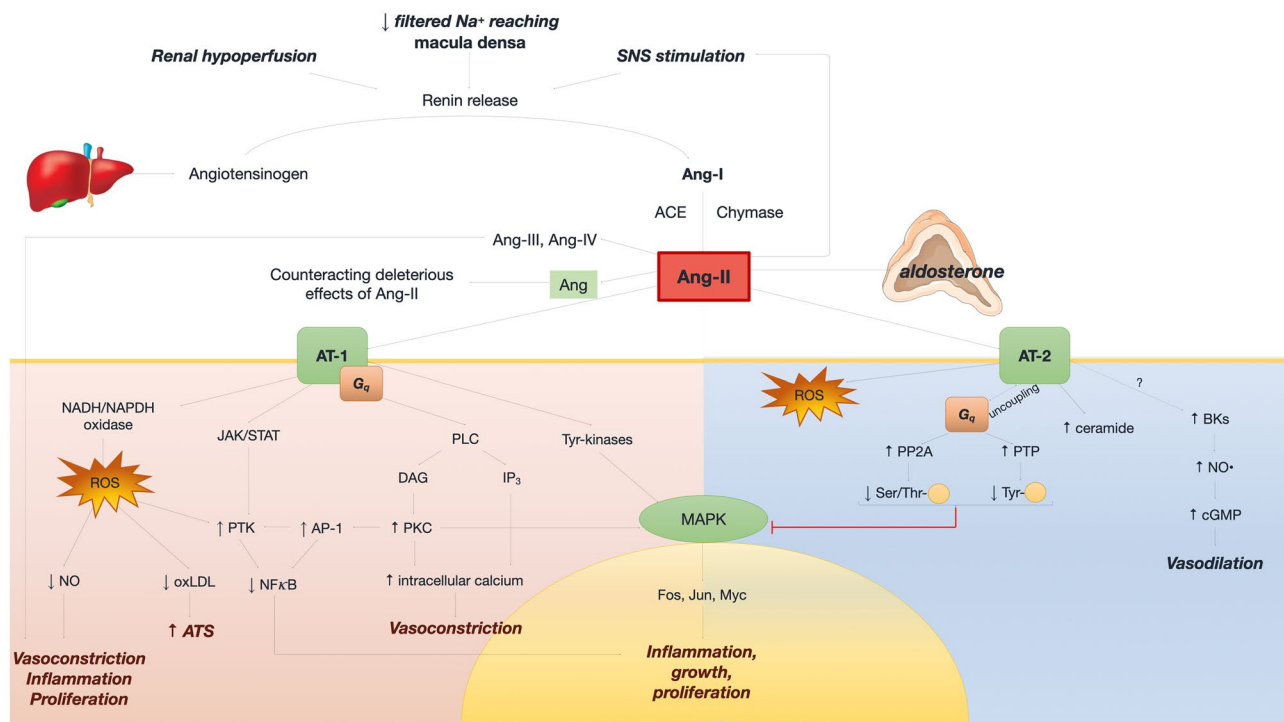 ↓ filtered Na⁺ reaching
macula densa
Renal hypoperfusion
SNS stimulation
Renin release
Angiotensinogen
Ang-I
ACE
Chymase
Ang-III, Ang-IV
Ang-II
aldosterone
Counteracting deleterious
effects of Ang-II
Ang
AT-1
Gq
AT-2
ROS
Gq
uncoupling
?
NADH/NAPDH
oxidase
JAK/STAT
PLC
Tyr-kinases
↑ ceramide
↑ BKs
↑ PP2A
↑ PTP
ROS
DAG
IP₃
↑ NO•
↓ Ser/Thr-
↓ Tyr-
↑ PTK
↑ AP-1
↑ PKC
MAPK
↑ cGMP
Vasodilation
↓ NO
↓ oxLDL
↓ NFκB
↑ intracellular calcium
Fos, Jun, Myc
↑ ATS
Vasoconstriction
Vasoconstriction
Inflammation
Proliferation
Inflammation,
growth,
proliferation